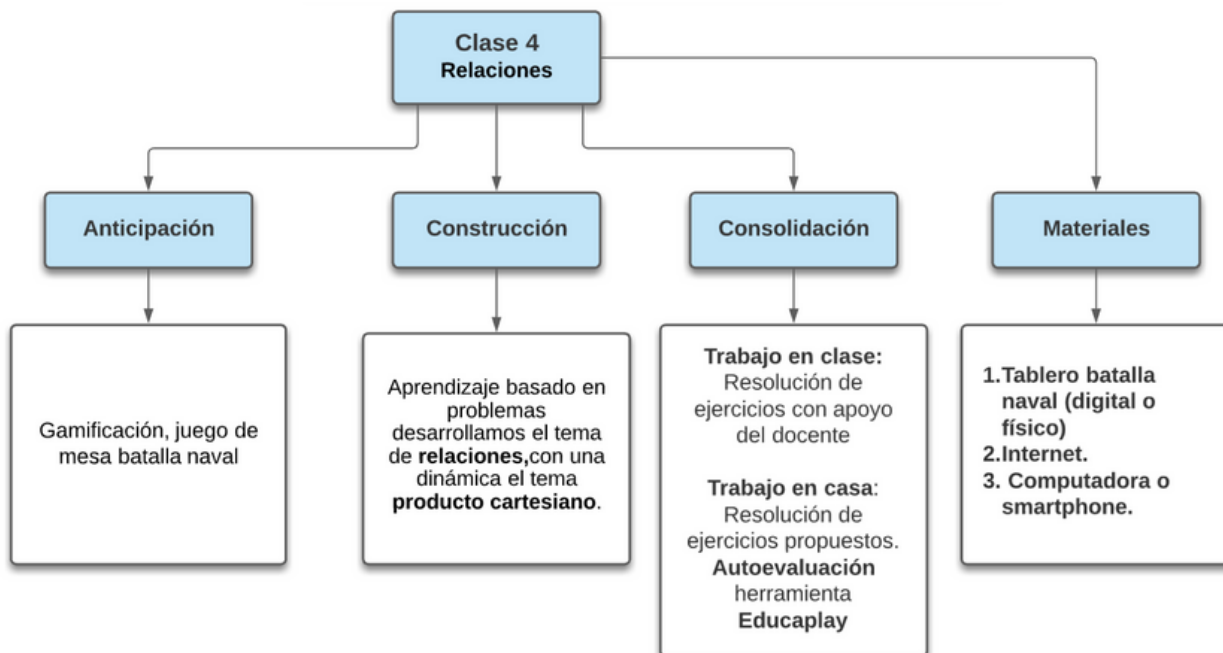 Clase 4
Relaciones
Anticipación
Construcción
Consolidación
Materiales
Gamificación, juego de
mesa batalla naval
Aprendizaje basado en
problemas
desarrollamos el tema
de relaciones,con una
dinámica el tema
producto cartesiano.
Trabajo en clase:
Resolución de
ejercicios con apoyo
del docente
Trabajo en casa:
Resolución de
ejercicios propuestos.
Autoevaluación
herramienta
Educaplay
1.Tablero batalla
naval (digital o
físico)
2.Internet.
3. Computadora o
smartphone.